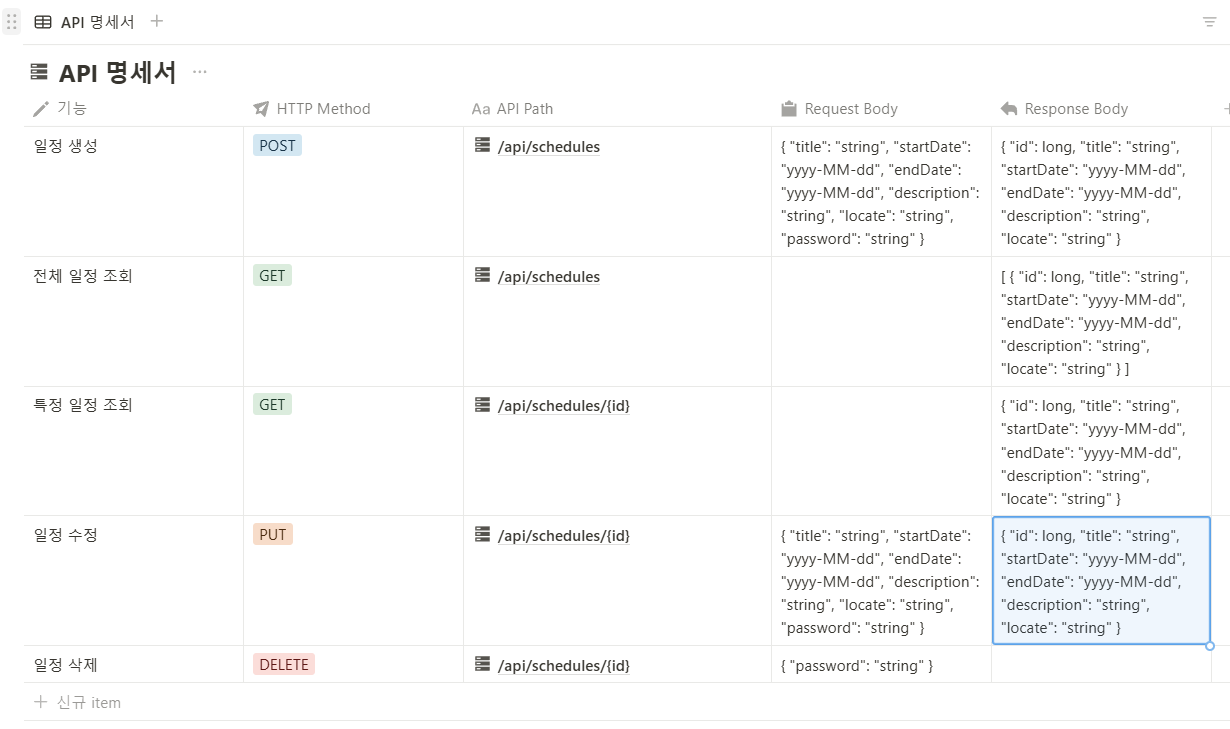 API 명세서
API 명세서 ...
기능 HTTP Method Aa API Path Request Body Response Body
일정 생성 POST /api/schedules { "title": "string", "startDate": { "id": long, "title": "string",
"yyyy-MM-dd", "endDate": "startDate": "yyyy-MM-dd",
"yyyy-MM-dd", "description": "endDate": "yyyy-MM-dd",
"string", "locate": "string", "description": "string",
"password": "string" } "locate": "string" }
전체 일정 조회 GET /api/schedules [ { "id": long, "title": "string",
"startDate": "yyyy-MM-dd",
"endDate": "yyyy-MM-dd",
"description": "string",
"locate": "string" } ]
특정 일정 조회 GET /api/schedules/{id} { "id": long, "title": "string",
"startDate": "yyyy-MM-dd",
"endDate": "yyyy-MM-dd",
"description": "string",
"locate": "string" }
일정 수정 PUT /api/schedules/{id} { "title": "string", "startDate": { "id": long, "title": "string",
"yyyy-MM-dd", "endDate": "startDate": "yyyy-MM-dd",
"yyyy-MM-dd", "description": "endDate": "yyyy-MM-dd",
"string", "locate": "string", "description": "string",
"password": "string" } "locate": "string" }
일정 삭제 DELETE /api/schedules/{id} { "password": "string" }
신규 item